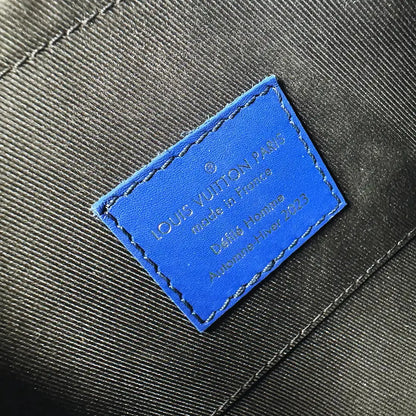 ®
LOUIS VUITTON PARIS
made in France
Défilé Homme
Automne-Hiver 2023